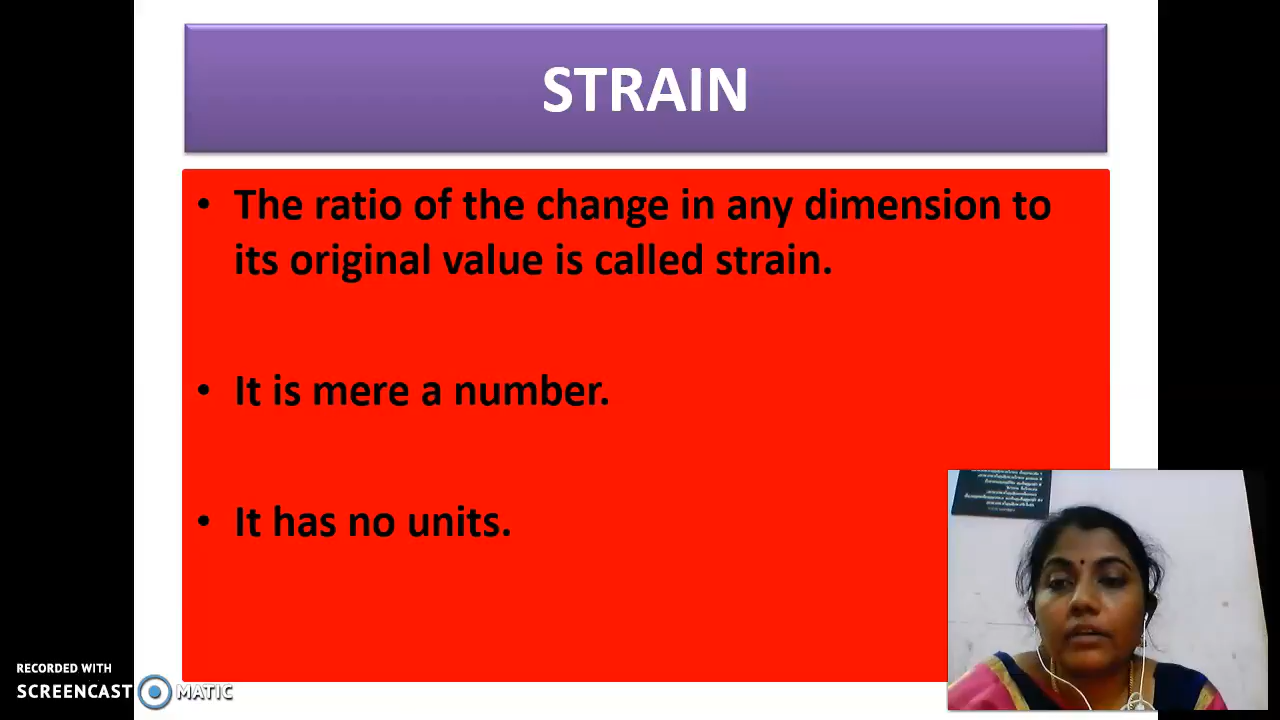 STRAIN
• The ratio of the change in any dimension to
its original value is called strain.
• It is mere a number.
• It has no units.
RECORDED WITH
SCREENCAST MATIC